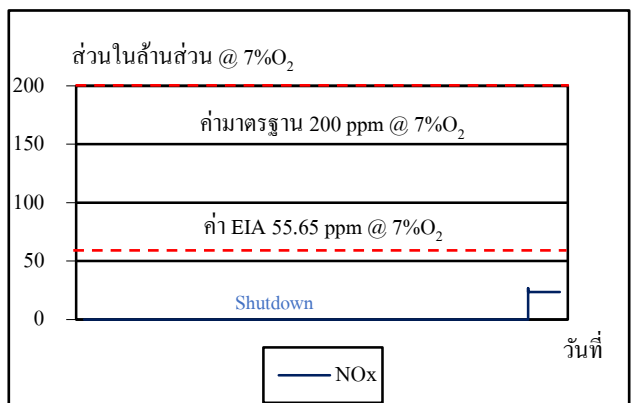 ส่วนในล้านส่วน @ 7%O₂
200
ค่ามาตรฐาน 200 ppm @ 7%O₂
150
100
ค่า EIA 55.65 ppm @ 7%O₂
50
Shutdown
0
วันที่
NOx